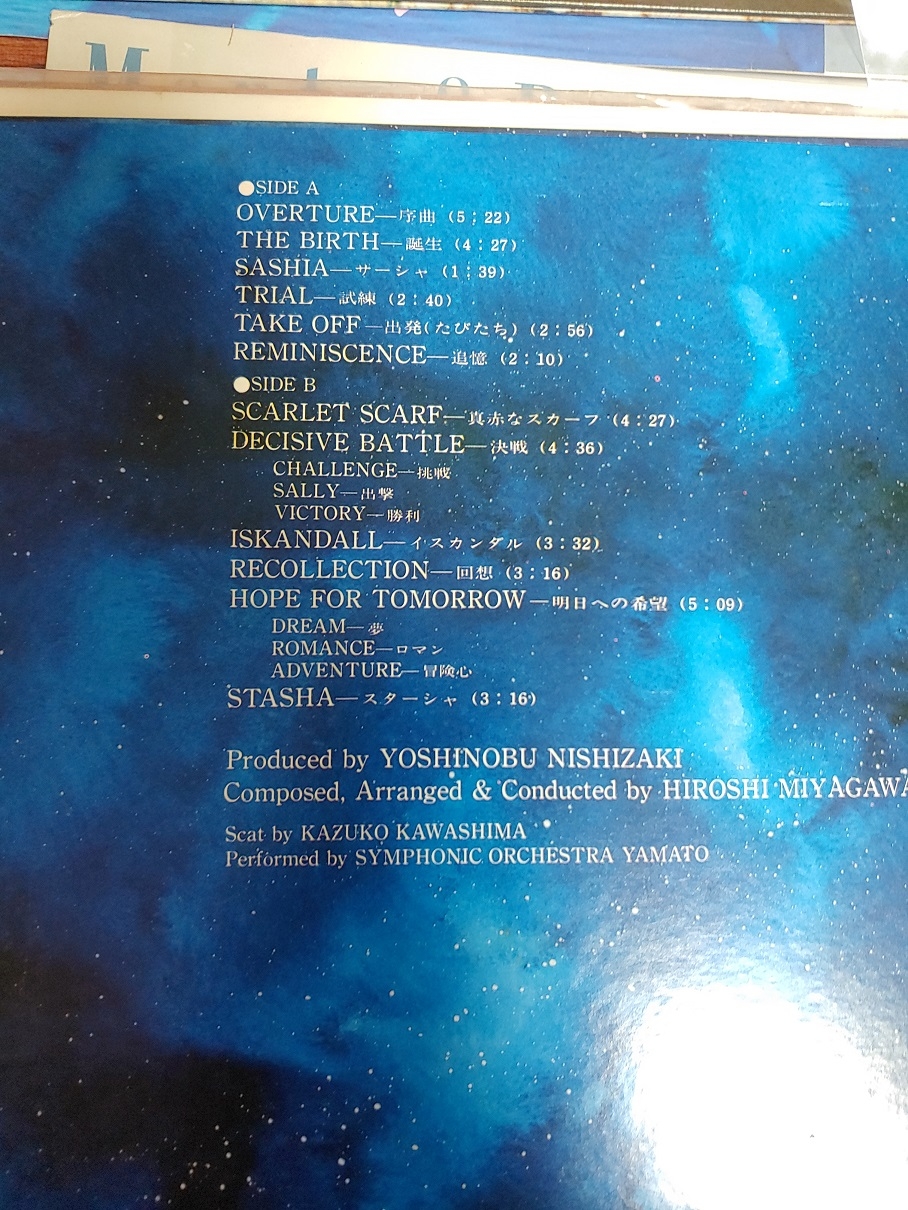 ●SIDE A
OVERTURE—序曲 (5:22)
THE BIRTH—誕生 (4:27)
SASHIA—サーシャ (1:39)
TRIAL—試練 (2:40)
TAKE OFF—出発(たびたち) (2:56)
REMINISCENCE—追憶 (2:10)
●SIDE B
SCARLET SCARF—真赤なスカーフ (4:27)
DECISIVE BATTLE—決戦 (4:36)
CHALLENGE—挑戦
SALLY—出撃
VICTORY—勝利
ISKANDALL—イスカンダル (3:32)
RECOLLECTION—回想 (3:16)
HOPE FOR TOMORROW—明日への希望 (5:09)
DREAM—夢
ROMANCE—ロマン
ADVENTURE—冒険心
STASHA—スターシャ (3:16)
Produced by YOSHINOBU NISHIZAKI
Composed, Arranged & Conducted by HIROSHI MIYAGAWA
Scat by KAZUKO KAWASHIMA
Performed by SYMPHONIC ORCHESTRA YAMATO